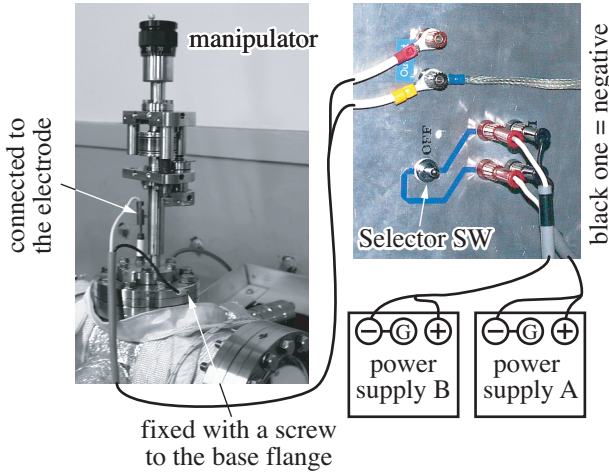 manipulator
connected to
the electrode
fixed with a screw
to the base flange
Out
OFF
Selector SW
black one = negative
− G +
power
supply B
− G +
power
supply A